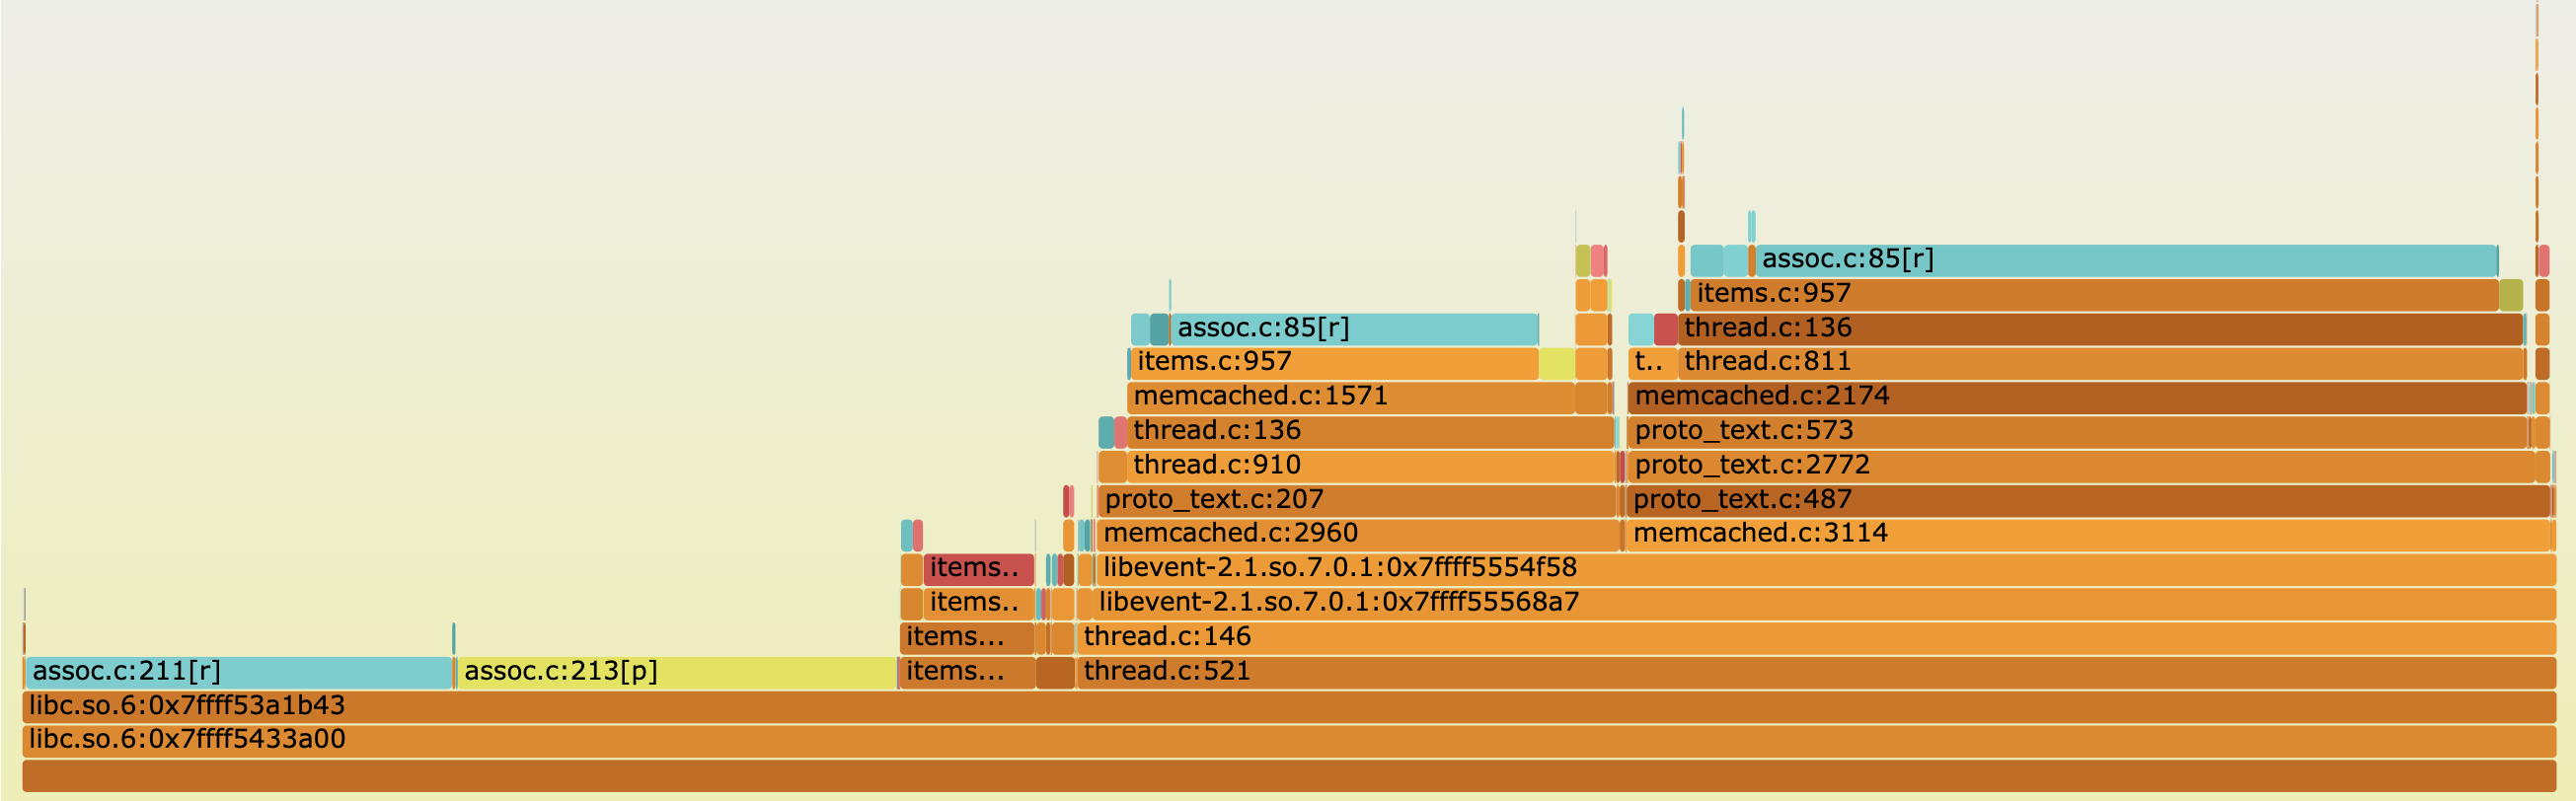 assoc.c:85[r]
items.c:957
assoc.c:85[r] thread.c:136
items.c:957 t.. thread.c:811
memcached.c:1571 memcached.c:2174
thread.c:136 proto_text.c:573
thread.c:910 proto_text.c:2772
proto_text.c:207 proto_text.c:487
memcached.c:2960 memcached.c:3114
items.. libevent-2.1.so.7.0.1:0x7ffff5554f58
items.. libevent-2.1.so.7.0.1:0x7ffff55568a7
items... thread.c:146
assoc.c:211[r] assoc.c:213[p] items... thread.c:521
libc.so.6:0x7ffff53a1b43
libc.so.6:0x7ffff5433a00